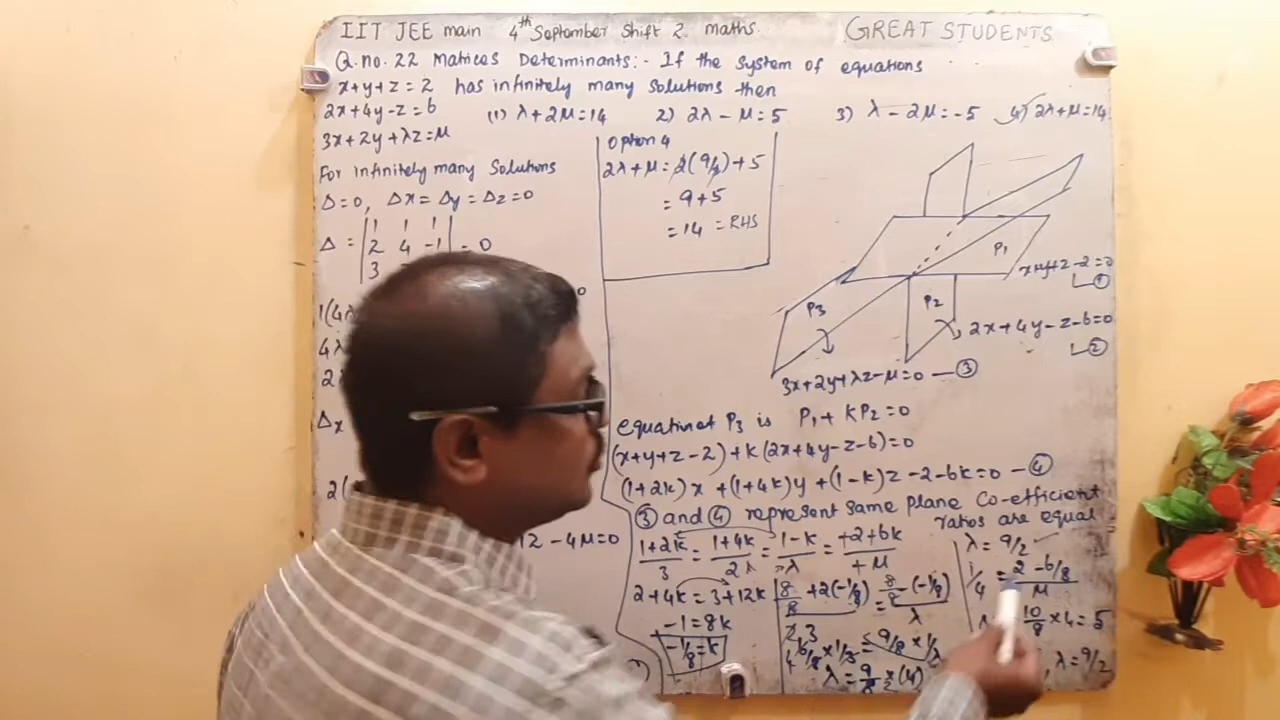 IIT JEE main 4th September Shift 2 maths.
GREAT STUDENTS
Q.no.22 Matices Determinants:- If the system of equations
x+y+z=2 has infinitely many solutions then
2x+4y-z=6 (1) λ+2μ=14 2) 2λ-μ=5 3) λ-2μ=-5 4) 2λ+μ=14
3x+2y+λz=μ
For infinitely many Solutions
Δ=0, Δx=Δy=Δz=0
Δ = |1 1 1|
|2 4 -1| = 0
3
1(4λ
4λ
2λ
Δx
2(
12-4μ=0
Option 4
2λ+μ = 2(9/2)+5
= 9+5
= 14 = RHS
P1
x+y+z-2=0
①
P2
2x+4y-z-6=0
②
P3
3x+2y+λz-μ=0 — ③
equation of P3 is P1+KP2=0
(x+y+z-2)+k(2x+4y-z-6)=0
(1+2k)x+(1+4k)y+(1-k)z-2-6k=0 — ④
③ and ④ represent same plane Co-efficient
ratios are equal
(1+2k)/3 = (1+4k)/2 = (1-k)/λ = (+2+6k)/+μ
2+4k=3+12k
-1=8k
-1/8=k
8/8+2(-1/8) = 8/8-(-1/8)
3 λ
6/8×1/3 = 9/8×1/λ
λ=9/8×(4)
2
λ=9/2
1/4 = (2-6/8)/μ
10/8×4=5
, λ=9/2